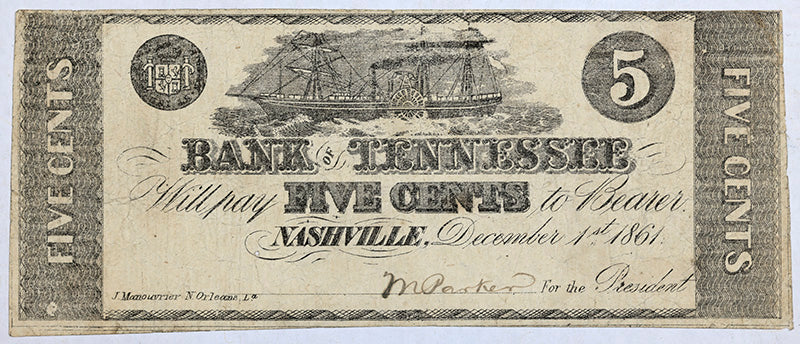 FIVE CENTS
5
BANK OF TENNESSEE
Will pay FIVE CENTS, to Bearer.
NASHVILLE, December 1st 1861.
M Parker For the President
J. Manouvrier N. Orleans, La
FIVE CENTS